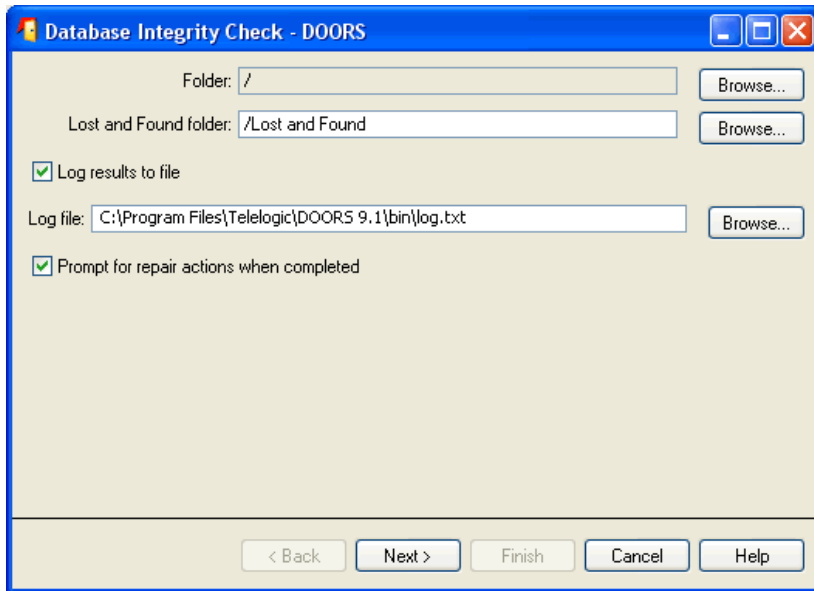 Database Integrity Check - DOORS
Folder: / Browse...
Lost and Found folder: /Lost and Found Browse...
Log results to file
Log file: C:\Program Files\Telelogic\DOORS 9.1\bin\log.txt Browse...
Prompt for repair actions when completed
< Back Next > Finish Cancel Help